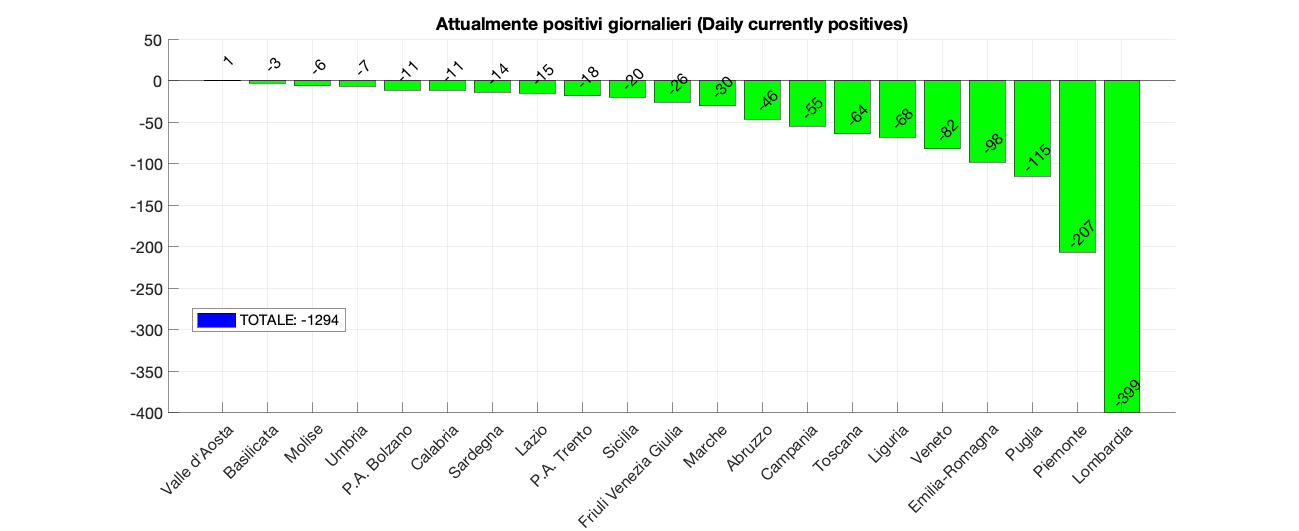 Attualmente positivi giornalieri (Daily currently positives)
50
0
-50
-100
-150
-200
-250
-300
-350
-400
1
-3
-6
-7
-11
-11
-14
-15
-18
-20
-26
-30
-46
-55
-64
-68
-82
-98
-115
-207
-399
TOTALE: -1294
Valle d'Aosta
Basilicata
Molise
Umbria
P.A. Bolzano
Calabria
Sardegna
Lazio
P.A. Trento
Sicilia
Friuli Venezia Giulia
Marche
Abruzzo
Campania
Toscana
Liguria
Veneto
Emilia-Romagna
Puglia
Piemonte
Lombardia